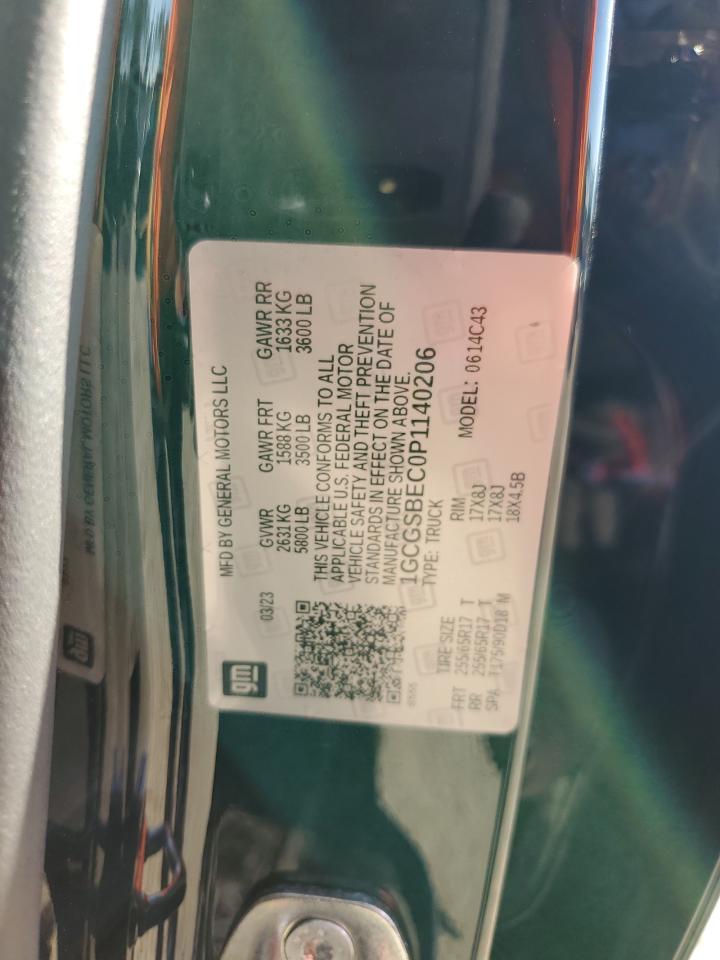 gm
MFD BY GENERAL MOTORS LLC
03/23
GVWR GAWR FRT GAWR RR
2631 KG 1588 KG 1633 KG
5800 LB 3500 LB 3600 LB
THIS VEHICLE CONFORMS TO ALL
APPLICABLE U.S. FEDERAL MOTOR
VEHICLE SAFETY AND THEFT PREVENTION
STANDARDS IN EFFECT ON THE DATE OF
MANUFACTURE SHOWN ABOVE.
1GCGSBEC0P1140206
TYPE: TRUCK MODEL: 0614C43
TIRE SIZE RIM
FRT 255/65R17 T 17X8J
RR 255/65R17 T 17X8J
SPA T175/90D18 M 18X4.5B